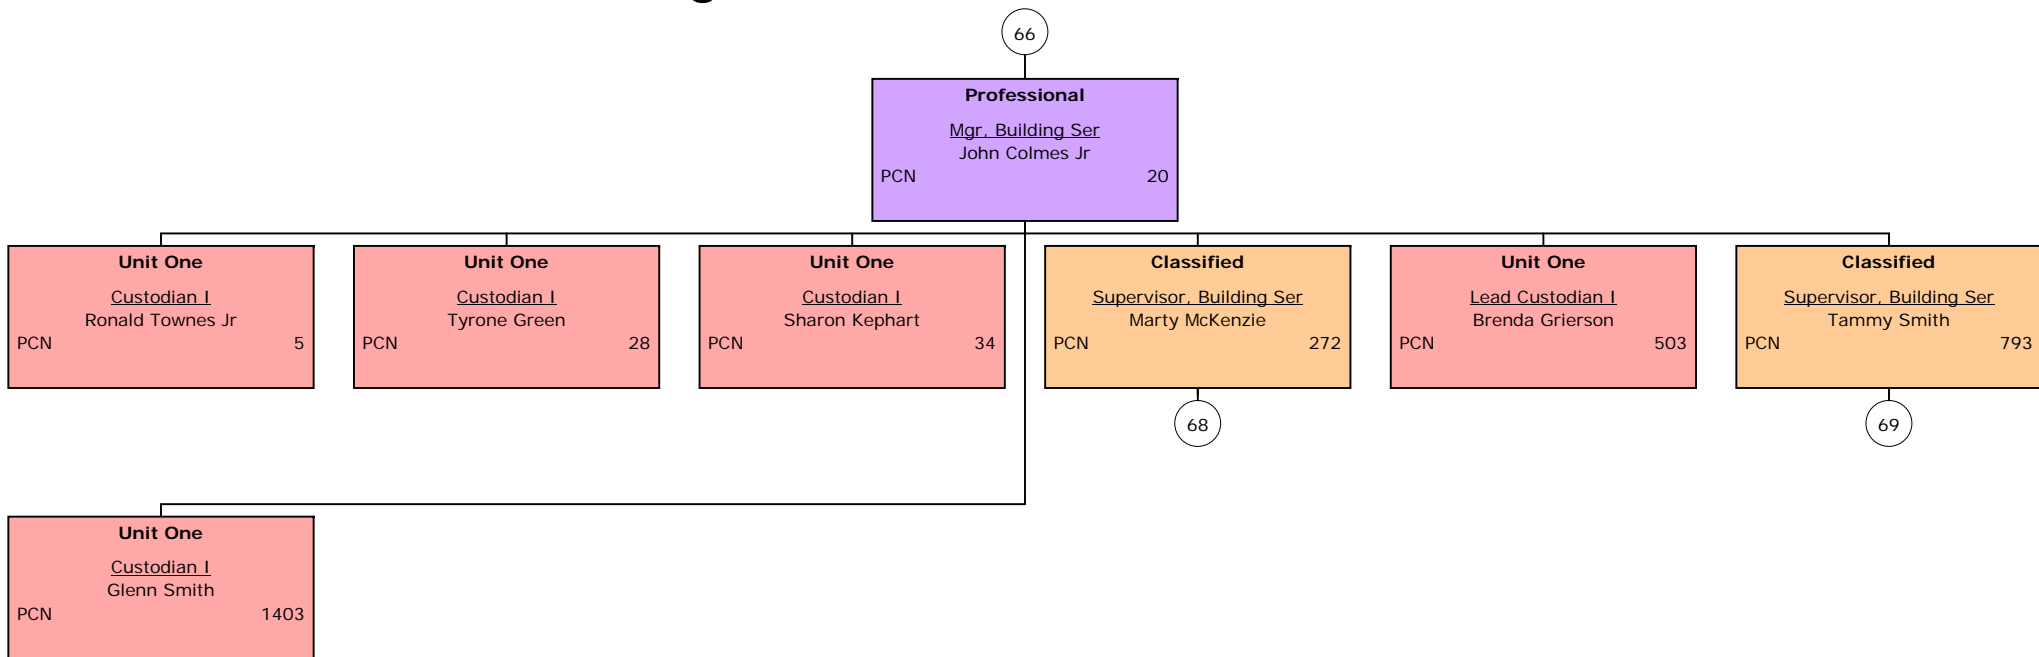 66
Professional
Mgr, Building Ser
John Colmes Jr
PCN 20
Unit One
Custodian I
Ronald Townes Jr
PCN 5
Unit One
Custodian I
Tyrone Green
PCN 28
Unit One
Custodian I
Sharon Kephart
PCN 34
Classified
Supervisor, Building Ser
Marty McKenzie
PCN 272
68
Unit One
Lead Custodian I
Brenda Grierson
PCN 503
Classified
Supervisor, Building Ser
Tammy Smith
PCN 793
69
Unit One
Custodian I
Glenn Smith
PCN 1403